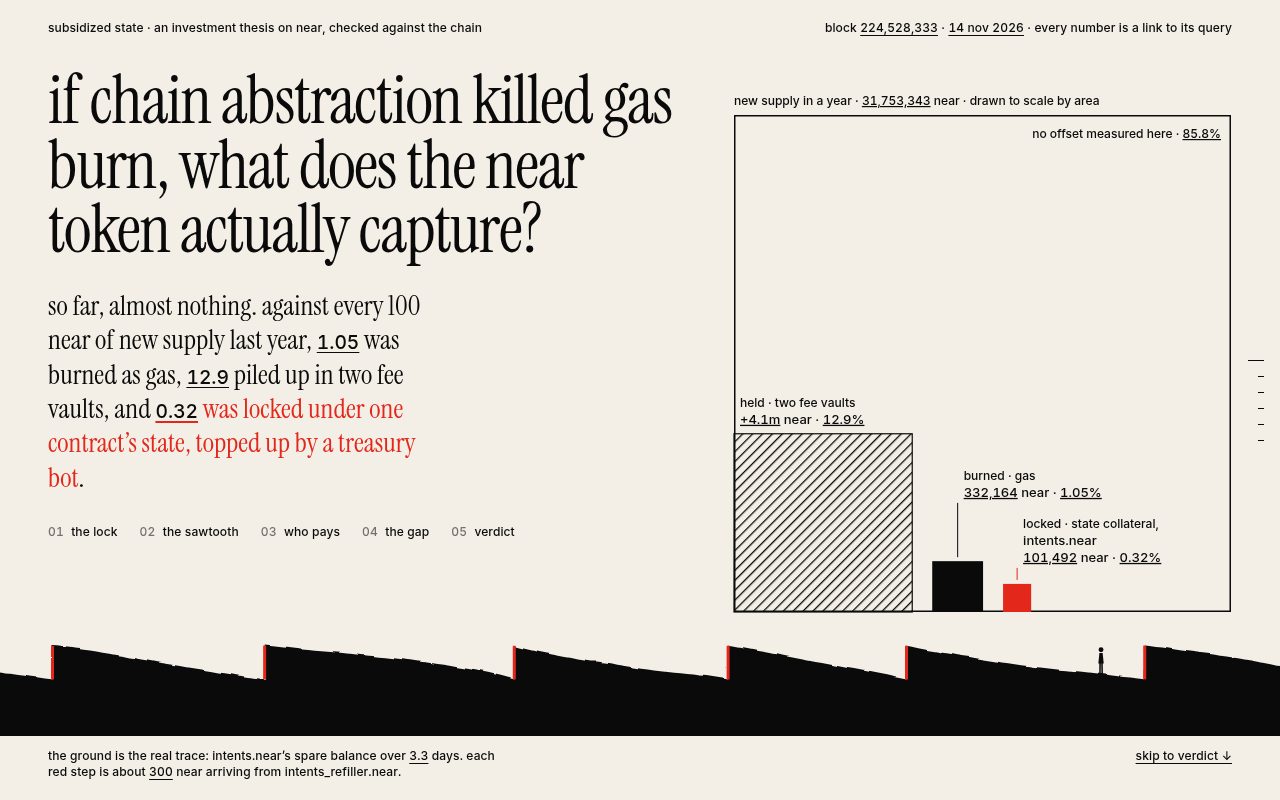 subsidized state · an investment thesis on near, checked against the chain
block 224,528,333 · 14 nov 2026 · every number is a link to its query
if chain abstraction killed gas
burn, what does the near
token actually capture?
so far, almost nothing. against every 100
near of new supply last year, 1.05 was
burned as gas, 12.9 piled up in two fee
vaults, and 0.32 was locked under one
contract’s state, topped up by a treasury
bot.
01 the lock 02 the sawtooth 03 who pays 04 the gap 05 verdict
new supply in a year · 31,753,343 near · drawn to scale by area
no offset measured here · 85.8%
held · two fee vaults
+4.1m near · 12.9%
burned · gas
332,164 near · 1.05%
locked · state collateral,
intents.near
101,492 near · 0.32%
the ground is the real trace: intents.near’s spare balance over 3.3 days. each
red step is about 300 near arriving from intents_refiller.near.
skip to verdict ↓